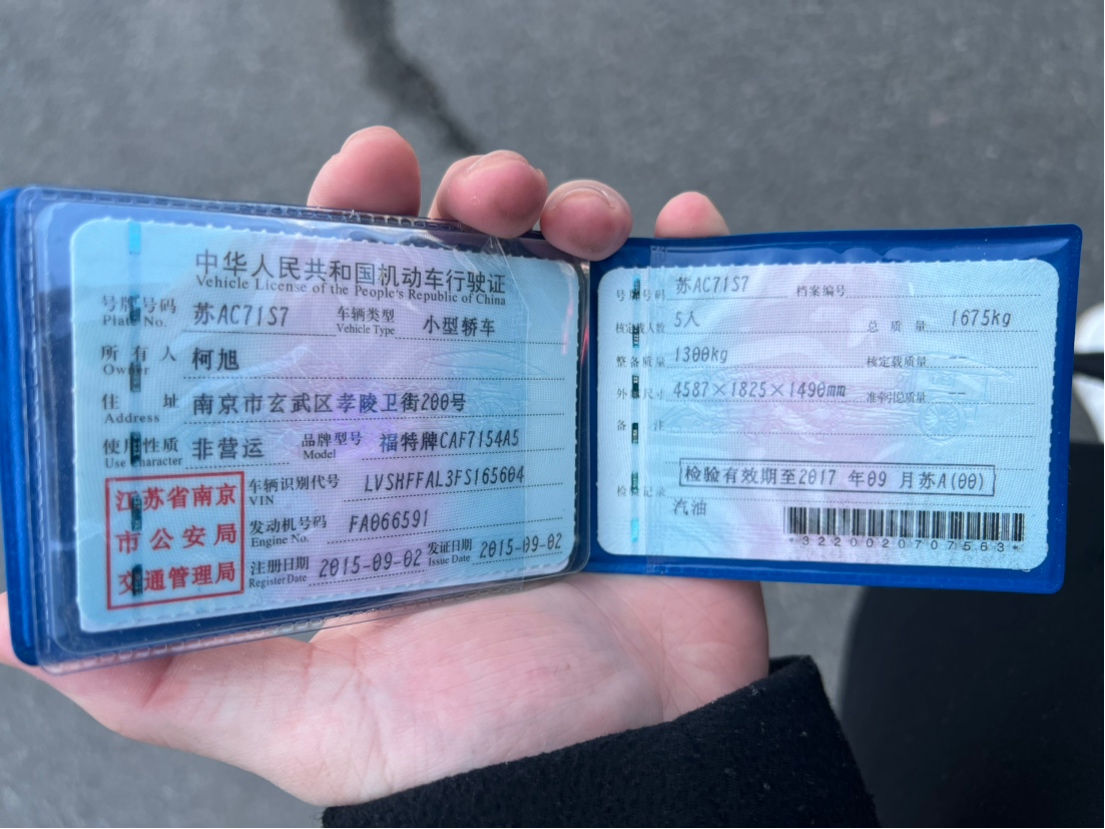 中华人民共和国机动车行驶证
Vehicle License of the People's Republic of China
号牌号码 苏AC71S7 车辆类型 小型轿车
Plate No. Vehicle Type
所有人 柯旭
Owner
住址 南京市玄武区孝陵卫街200号
Address
使用性质 非营运 品牌型号 福特牌CAF7154A5
Use Character Model
江苏省南京
市公安局
交通管理局
车辆识别代号 LVSHFFAL3FS165604
VIN
发动机号码 FA066591
Engine No.
注册日期 2015-09-02 发证日期 2015-09-02
Register Date Issue Date
号牌号码 苏AC71S7 档案编号
核定载人数 5人 总质量 1675kg
整备质量 1300kg 核定载质量 --
外廓尺寸 4587×1825×1490mm 准牵引总质量 --
备注
检验有效期至2017 年09 月苏A(00)
检验记录
汽油
*3220020707563*